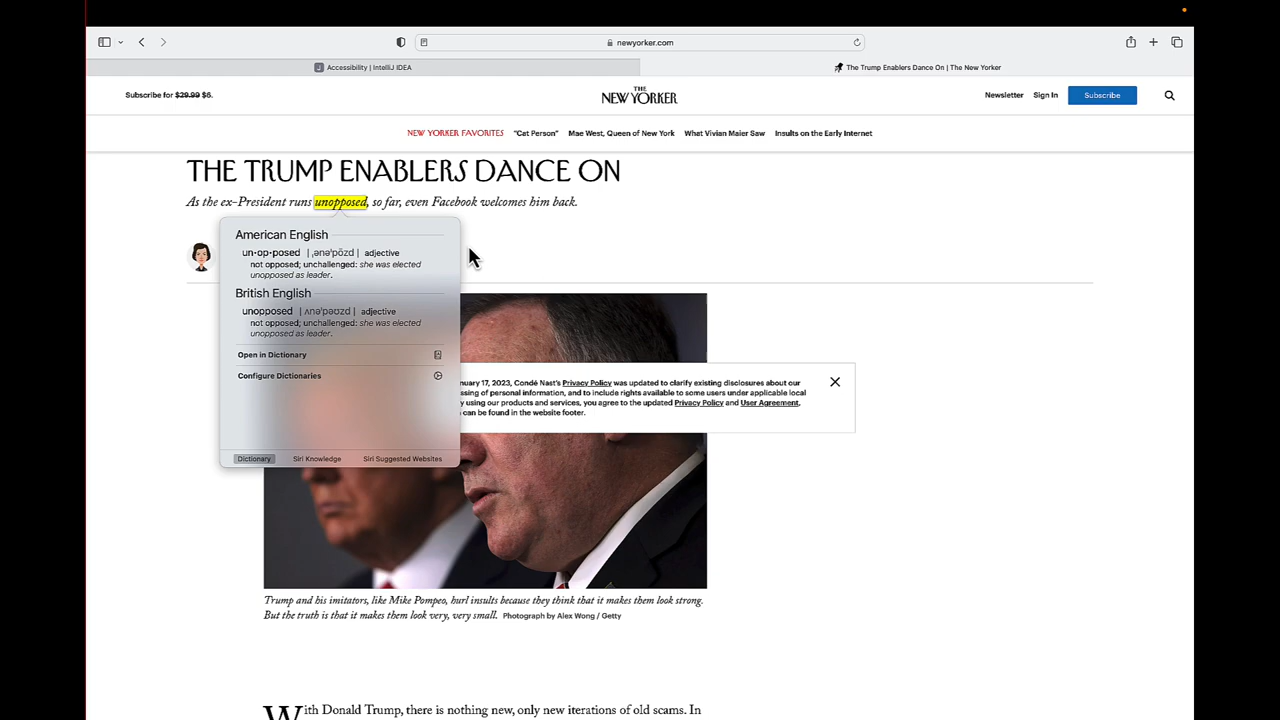 newyorker.com
Accessibility | IntelliJ IDEA
The Trump Enablers Dance On | The New Yorker
Subscribe for $29.99 $6.
THE NEW YORKER
Newsletter Sign In Subscribe
NEW YORKER FAVORITES "Cat Person" Mae West, Queen of New York What Vivian Maier Saw Insults on the Early Internet
THE TRUMP ENABLERS DANCE ON
As the ex-President runs unopposed, so far, even Facebook welcomes him back.
American English
un·op·posed | ˌənəˈpōzd | adjective
not opposed; unchallenged: she was elected
unopposed as leader.
British English
unopposed | ʌnəˈpəʊzd | adjective
not opposed; unchallenged: she was elected
unopposed as leader.
Open in Dictionary
Configure Dictionaries
Dictionary Siri Knowledge Siri Suggested Websites
17, 2023, Condé Nast's Privacy Policy was updated to clarify existing disclosures about our
of personal information, and to include rights available to some users under applicable local
using our products and services, you agree to the updated Privacy Policy and User Agreement,
can be found in the website footer.
Trump and his imitators, like Mike Pompeo, hurl insults because they think that it makes them look strong.
But the truth is that it makes them look very, very small. Photograph by Alex Wong / Getty
With Donald Trump, there is nothing new, only new iterations of old scams. In